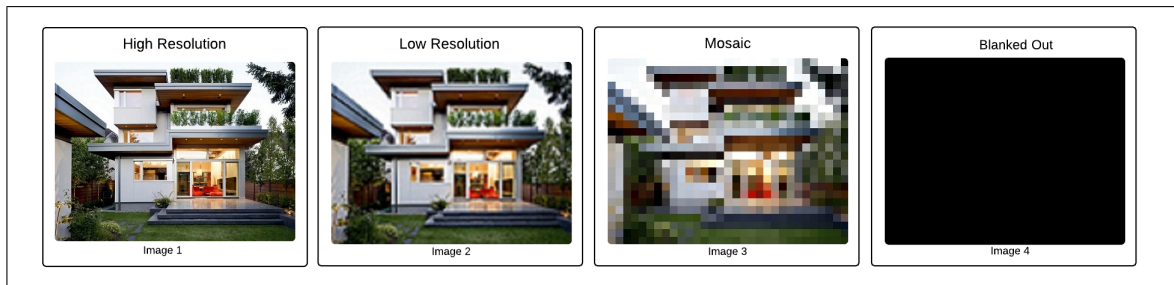 High Resolution
Low Resolution
Mosaic
Blanked Out
Image 1
Image 2
Image 3
Image 4